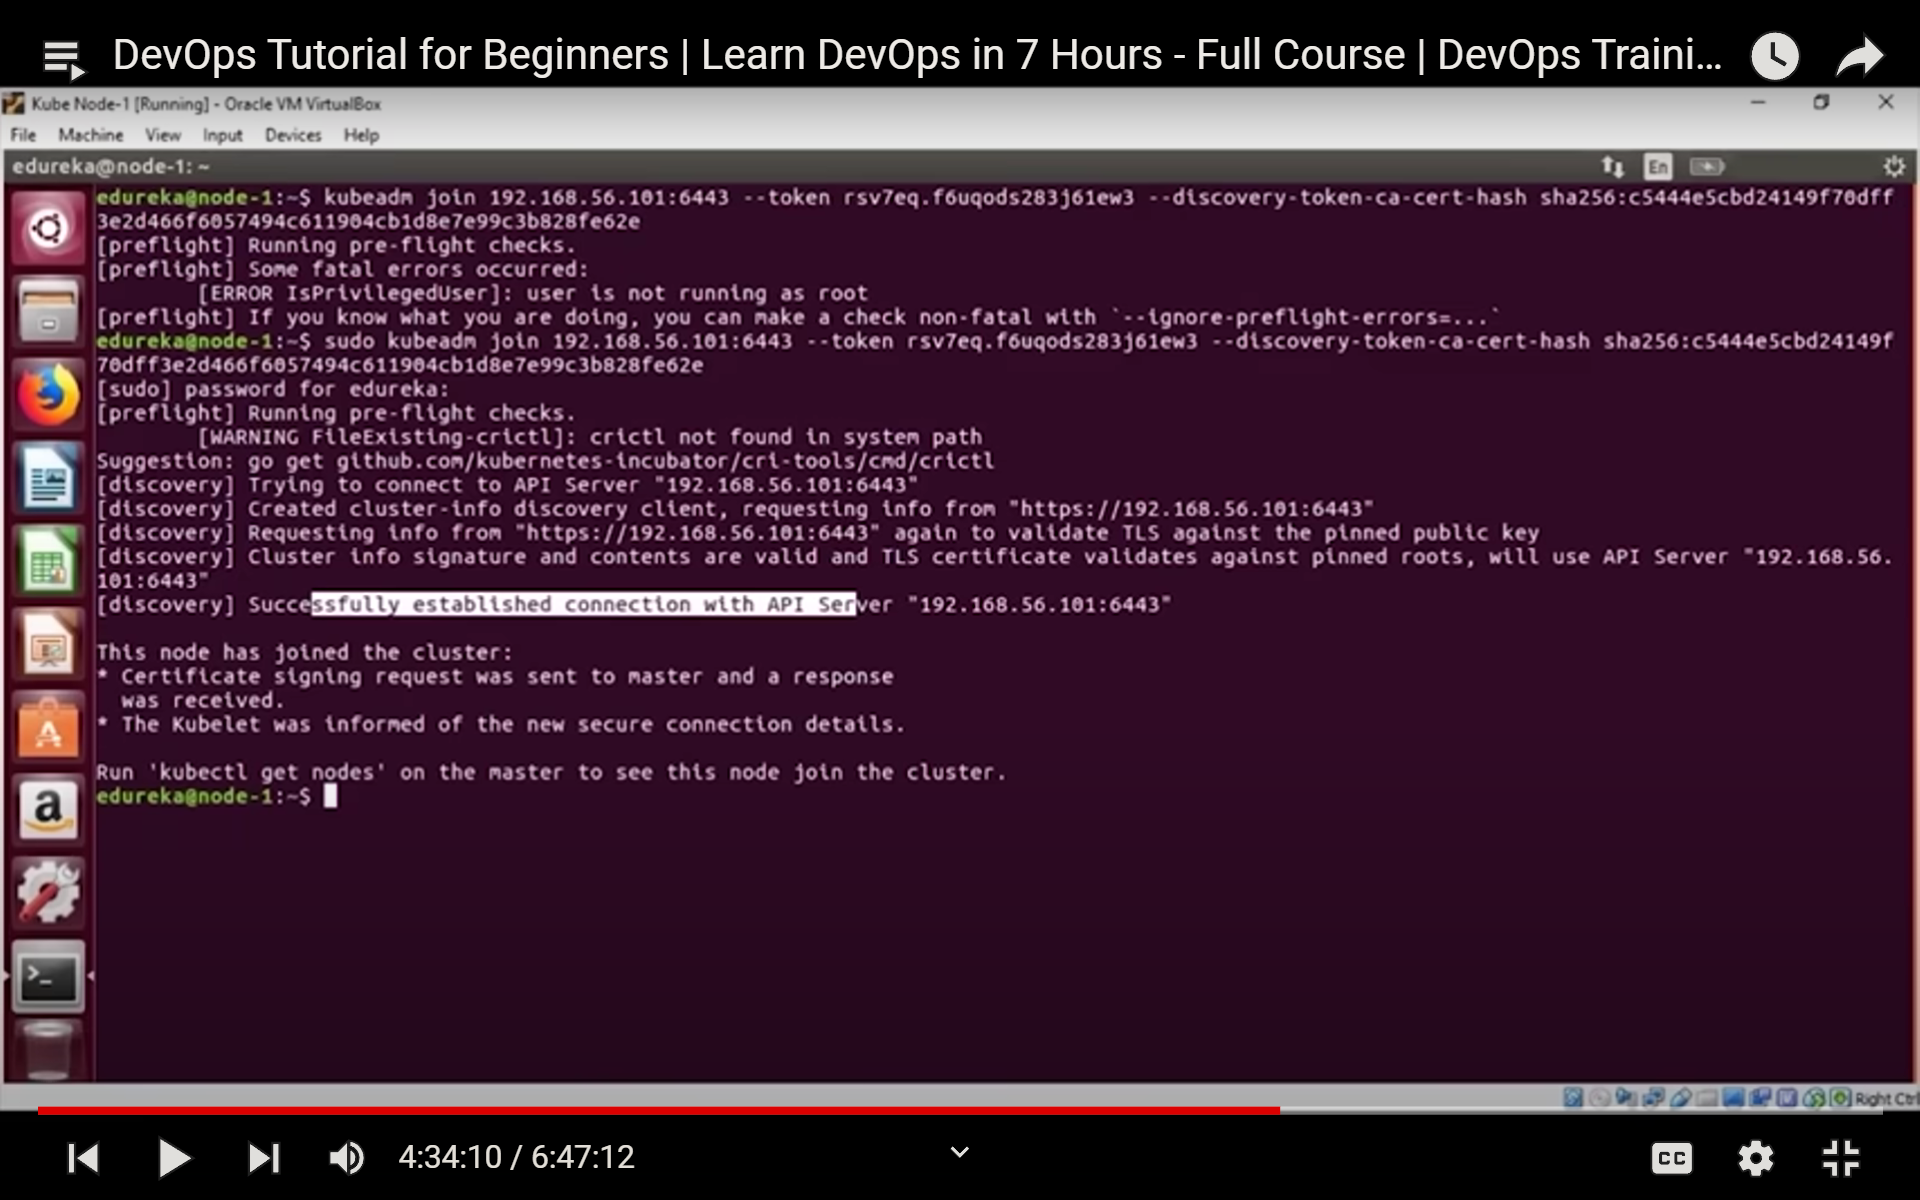 DevOps Tutorial for Beginners | Learn DevOps in 7 Hours - Full Course | DevOps Traini...
Kube Node-1 [Running] - Oracle VM VirtualBox
File Machine View Input Devices Help
edureka@node-1: ~
En
edureka@node-1:~$ kubeadm join 192.168.56.101:6443 --token rsv7eq.f6uqods283j61ew3 --discovery-token-ca-cert-hash sha256:c5444e5cbd24149f70dff
3e2d466f6057494c611904cb1d8e7e99c3b828fe62e
[preflight] Running pre-flight checks.
[preflight] Some fatal errors occurred:
[ERROR IsPrivilegedUser]: user is not running as root
[preflight] If you know what you are doing, you can make a check non-fatal with `--ignore-preflight-errors=...`
edureka@node-1:~$ sudo kubeadm join 192.168.56.101:6443 --token rsv7eq.f6uqods283j61ew3 --discovery-token-ca-cert-hash sha256:c5444e5cbd24149f
70dff3e2d466f6057494c611904cb1d8e7e99c3b828fe62e
[sudo] password for edureka:
[preflight] Running pre-flight checks.
[WARNING FileExisting-crictl]: crictl not found in system path
Suggestion: go get github.com/kubernetes-incubator/cri-tools/cmd/crictl
[discovery] Trying to connect to API Server "192.168.56.101:6443"
[discovery] Created cluster-info discovery client, requesting info from "https://192.168.56.101:6443"
[discovery] Requesting info from "https://192.168.56.101:6443" again to validate TLS against the pinned public key
[discovery] Cluster info signature and contents are valid and TLS certificate validates against pinned roots, will use API Server "192.168.56.
101:6443"
[discovery] Successfully established connection with API Server "192.168.56.101:6443"
This node has joined the cluster:
* Certificate signing request was sent to master and a response
was received.
* The Kubelet was informed of the new secure connection details.
Run 'kubectl get nodes' on the master to see this node join the cluster.
edureka@node-1:~$
Right Ctrl
4:34:10 / 6:47:12
CC